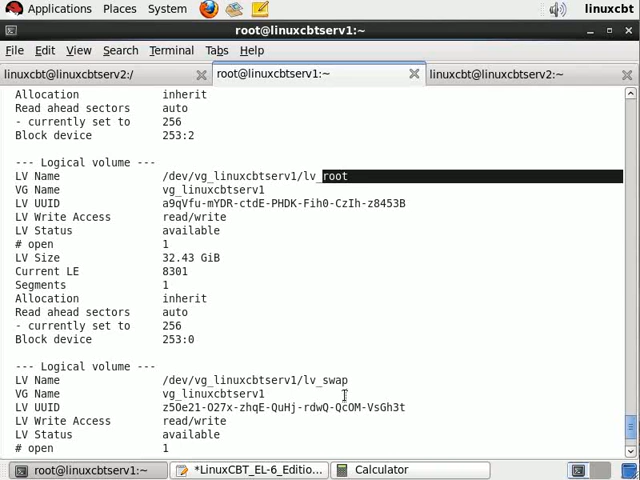 Applications Places System linuxcbt
root@linuxcbtserv1:~
File Edit View Search Terminal Tabs Help
linuxcbt@linuxcbtserv2:/ root@linuxcbtserv1:~ linuxcbt@linuxcbtserv2:~
Allocation inherit
Read ahead sectors auto
- currently set to 256
Block device 253:2
--- Logical volume ---
LV Name /dev/vg_linuxcbtserv1/lv_root
VG Name vg_linuxcbtserv1
LV UUID a9qVfu-mYDR-ctdE-PHDK-Fih0-CzIh-z8453B
LV Write Access read/write
LV Status available
# open 1
LV Size 32.43 GiB
Current LE 8301
Segments 1
Allocation inherit
Read ahead sectors auto
- currently set to 256
Block device 253:0
--- Logical volume ---
LV Name /dev/vg_linuxcbtserv1/lv_swap
VG Name vg_linuxcbtserv1
LV UUID z5Oe21-O27x-zhqE-QuHj-rdwQ-QcOM-VsGh3t
LV Write Access read/write
LV Status available
# open 1
root@linuxcbtserv1:~ *LinuxCBT_EL-6_Editio... Calculator